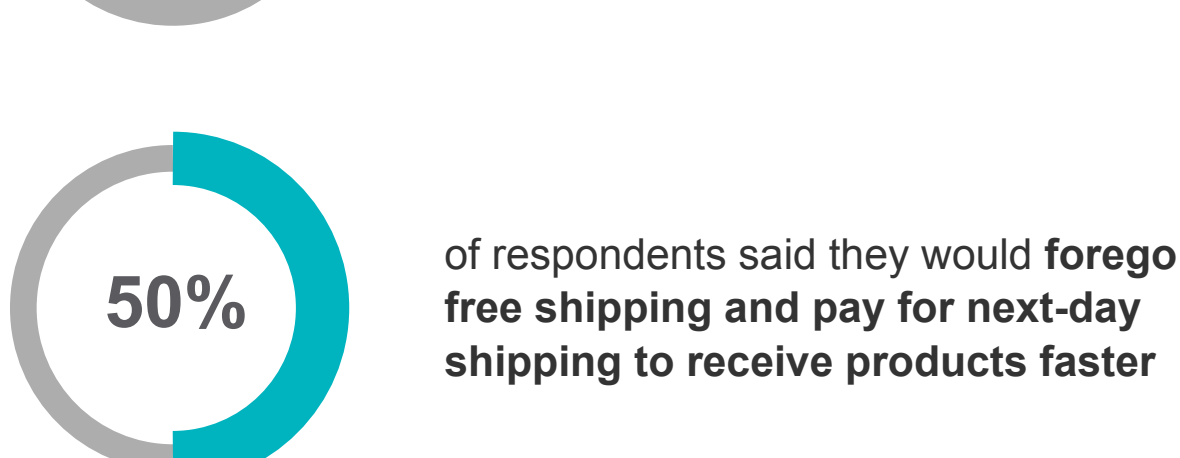 50%
of respondents said they would forego
free shipping and pay for next-day
shipping to receive products faster